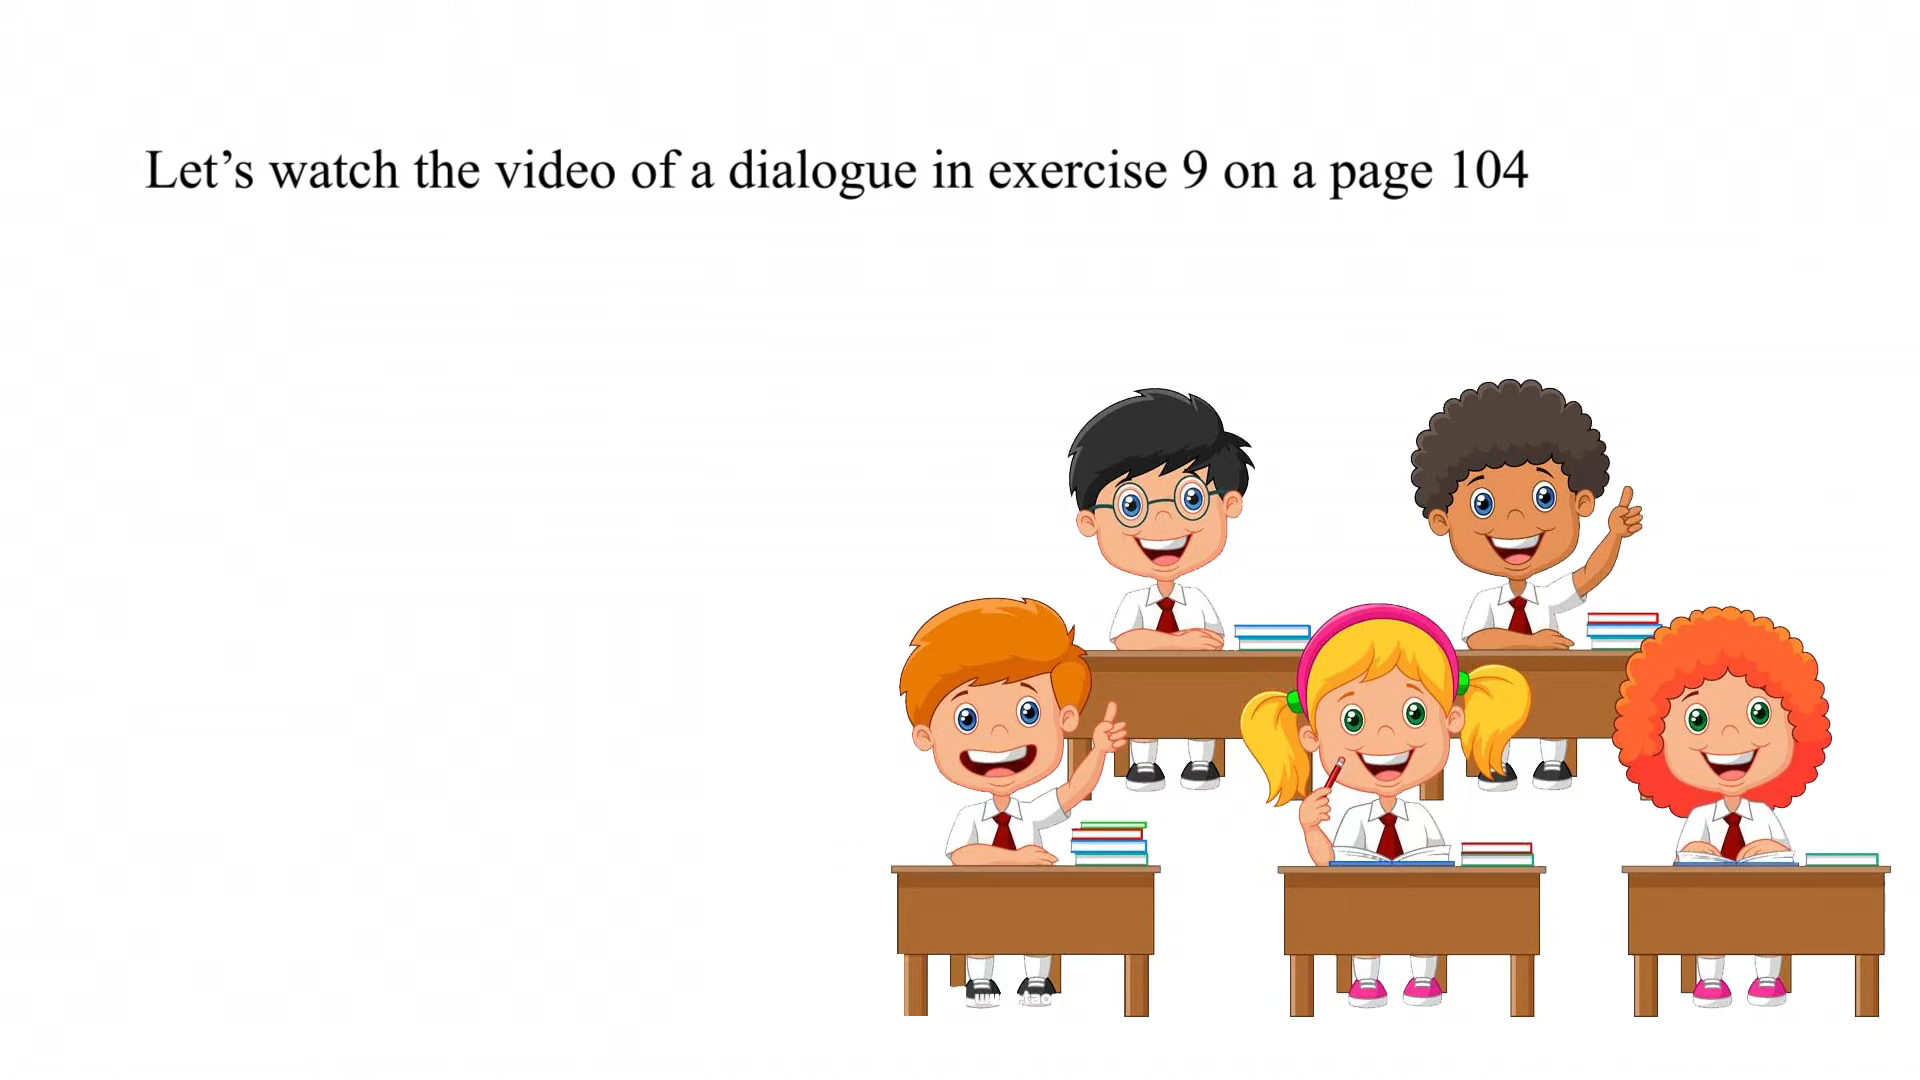 Let’s watch the video of a dialogue in exercise 9 on a page 104